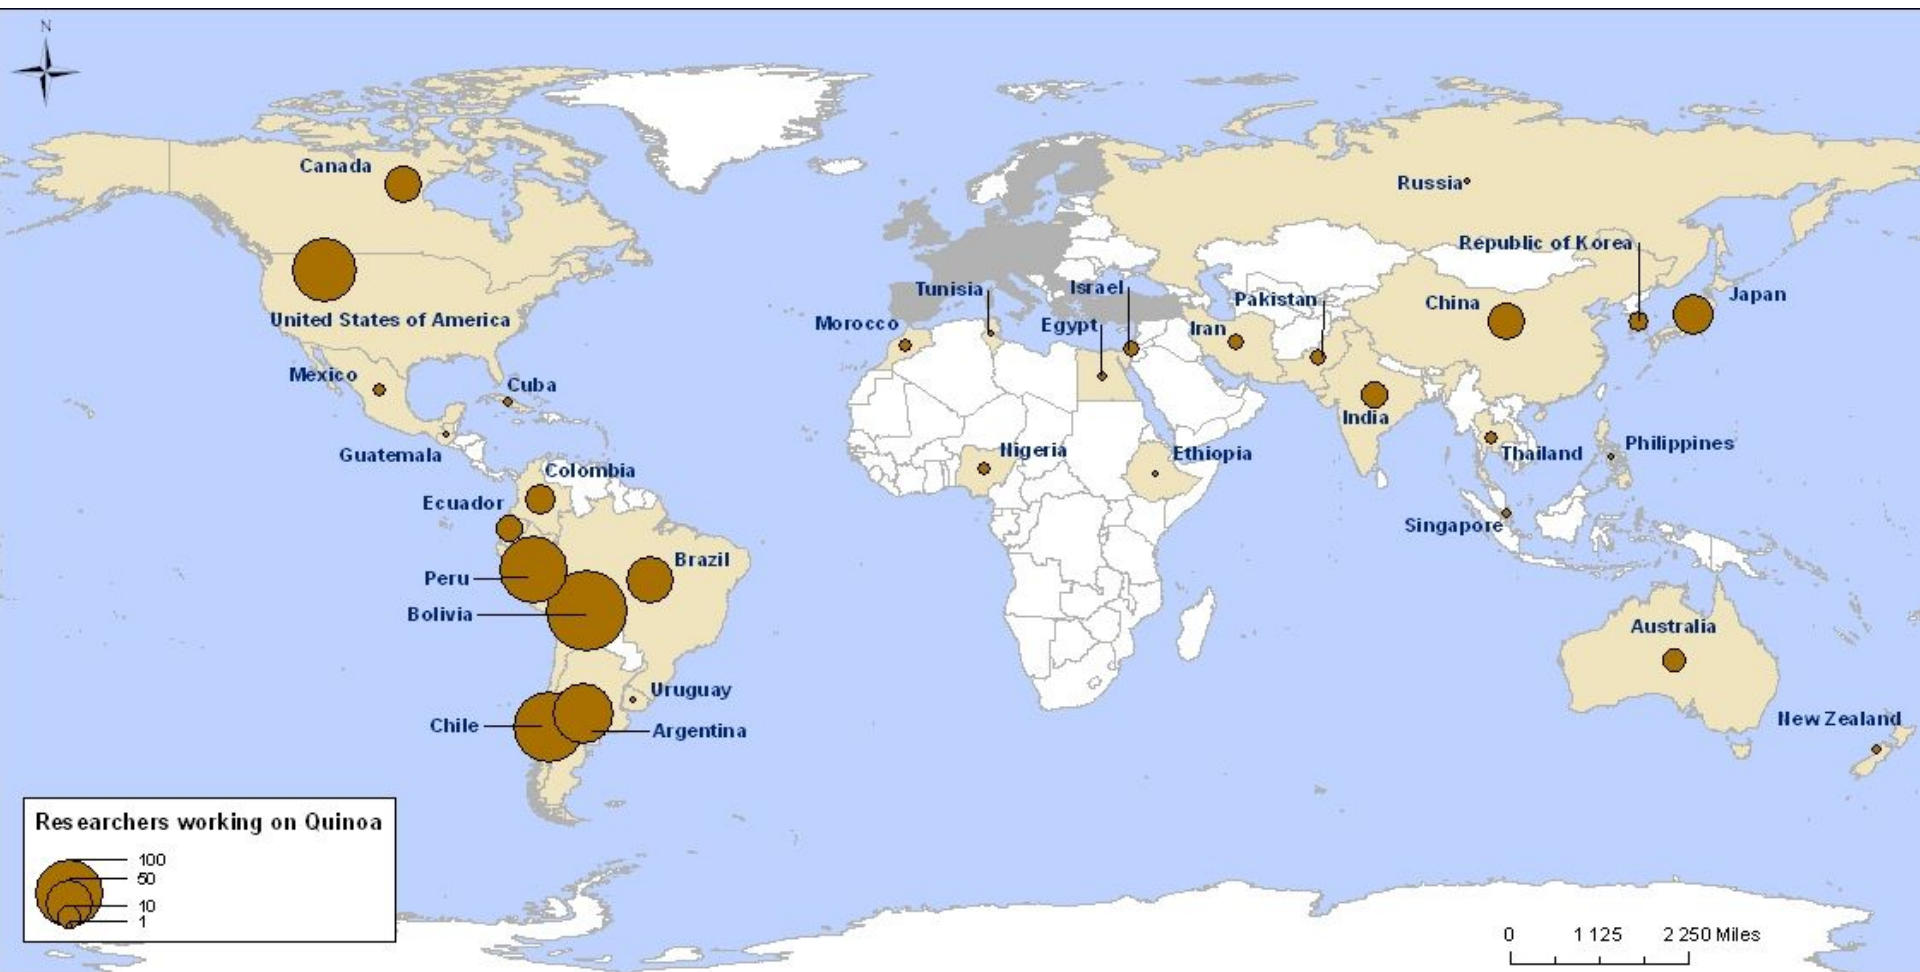 N
Canada
Russia
Republic of Korea
Tunisia
Israel
Pakistan
China
Japan
Morocco
Egypt
Iran
United States of America
Mexico
Cuba
India
Guatemala
Nigeria
Ethiopia
Thailand
Philippines
Colombia
Ecuador
Singapore
Peru
Brazil
Bolivia
Australia
Uruguay
Chile
Argentina
New Zealand
Researchers working on Quinoa
100
50
10
1
0 1 125 2 250 Miles